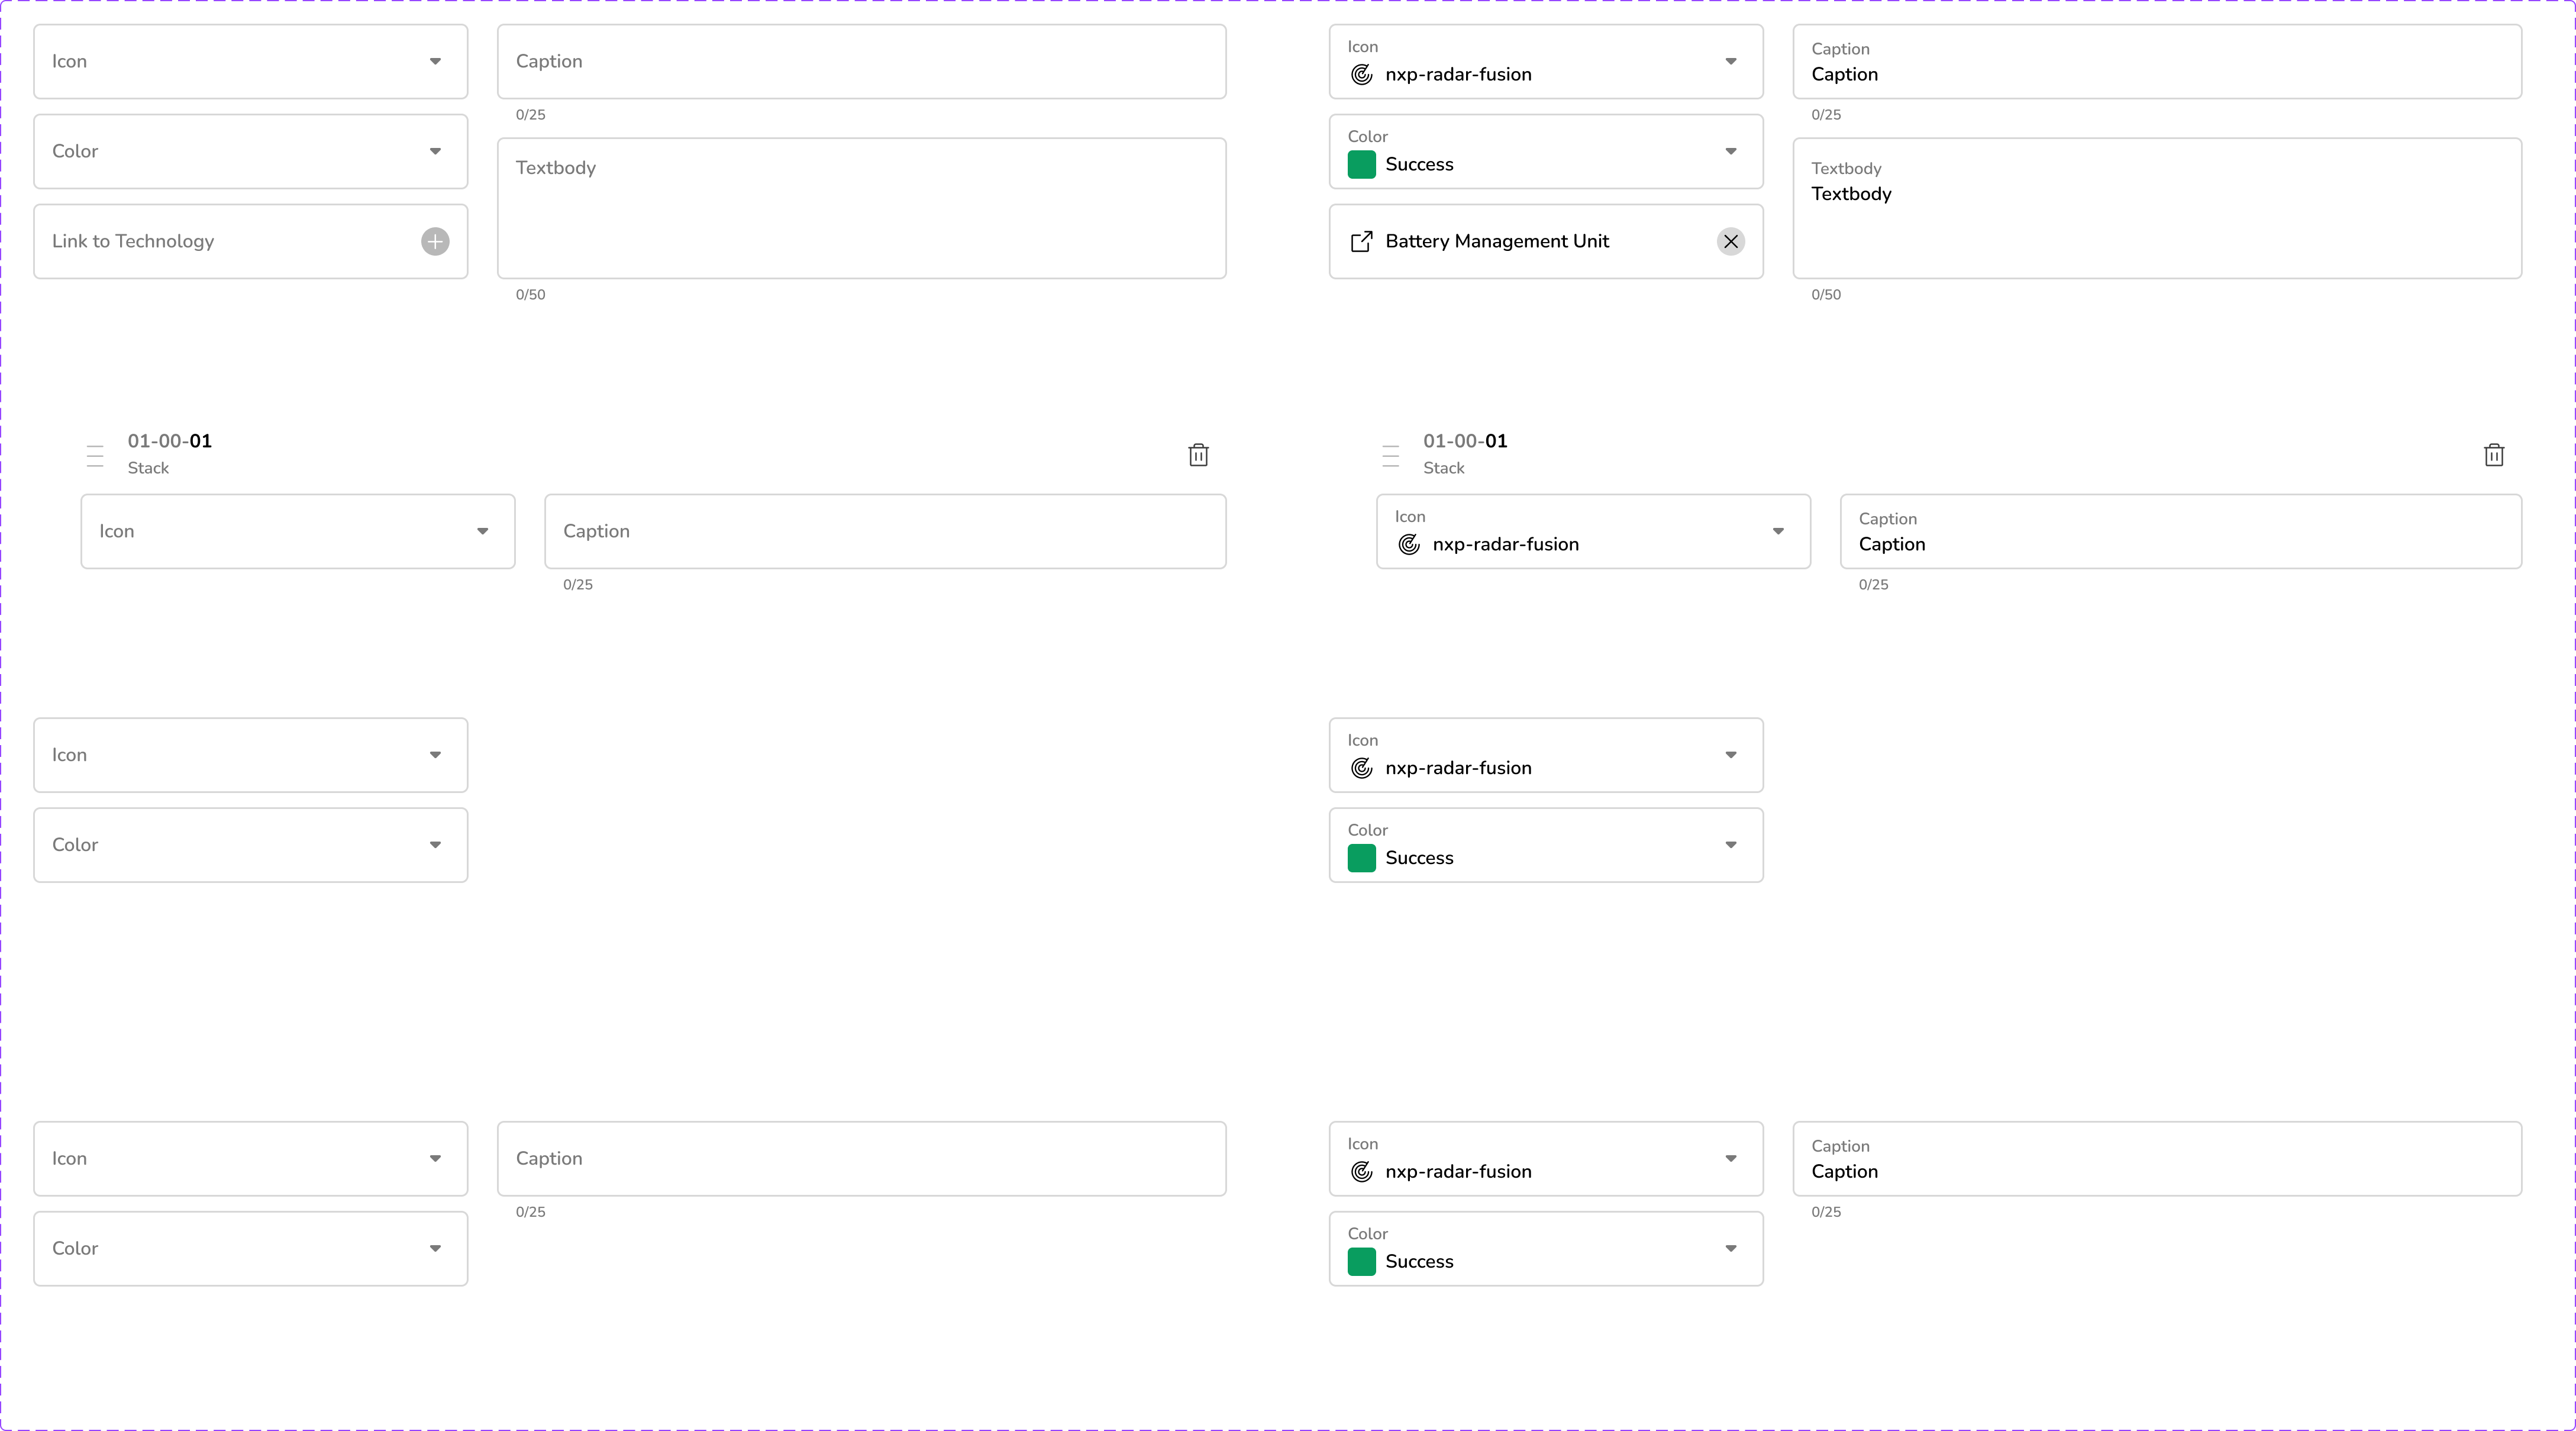 Icon
Caption
0/25
Color
Textbody
Link to Technology
0/50
Icon
nxp-radar-fusion
Caption
Caption
0/25
Color
Success
Textbody
Textbody
Battery Management Unit
0/50
01-00-01
Stack
Icon
Caption
0/25
01-00-01
Stack
Icon
nxp-radar-fusion
Caption
Caption
0/25
Icon
Color
Icon
nxp-radar-fusion
Color
Success
Icon
Caption
0/25
Color
Icon
nxp-radar-fusion
Caption
Caption
0/25
Color
Success